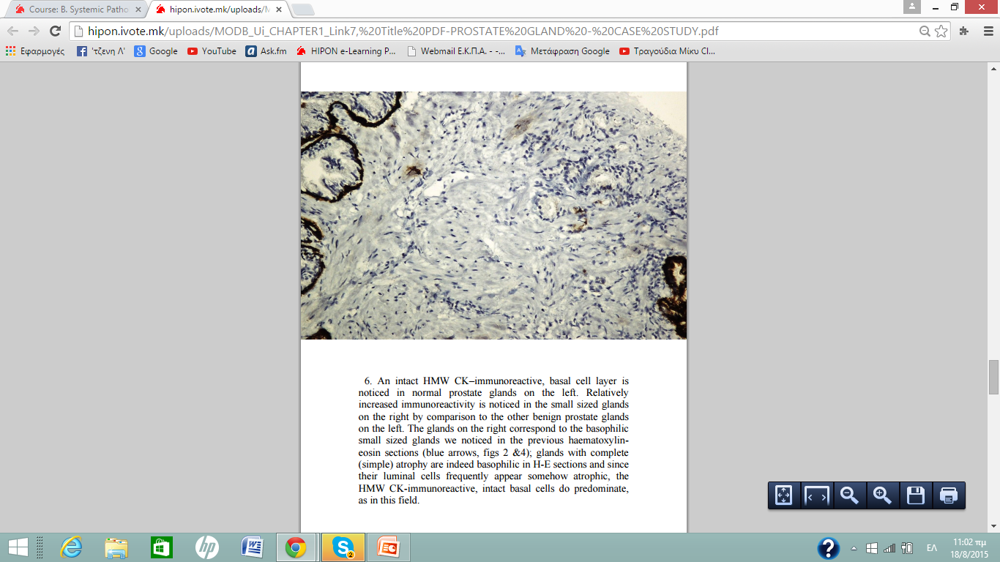 Course: B. Systemic Patho
hipon.ivote.mk/uploads/M
hipon.ivote.mk/uploads/MODB_Ui_CHAPTER1_Link7,%20Title%20PDF-PROSTATE%20GLAND%20-%20CASE%20STUDY.pdf
Εφαρμογές
'τζενη Λ'
Google
YouTube
Ask.fm
HIPON e-Learning P...
Webmail Ε.Κ.Π.Α. - -...
Μετάφραση Google
Τραγούδια Μίκυ Cl...
6. An intact HMW CK–immunoreactive, basal cell layer is
noticed in normal prostate glands on the left. Relatively
increased immunoreactivity is noticed in the small sized glands
on the right by comparison to the other benign prostate glands
on the left. The glands on the right correspond to the basophilic
small sized glands we noticed in the previous haematoxylin-
eosin sections (blue arrows, figs 2 &4); glands with complete
(simple) atrophy are indeed basophilic in H-E sections and since
their luminal cells frequently appear somehow atrophic, the
HMW CK-immunoreactive, intact basal cells do predominate,
as in this field.
2
ΕΛ
11:02 πμ
18/8/2015